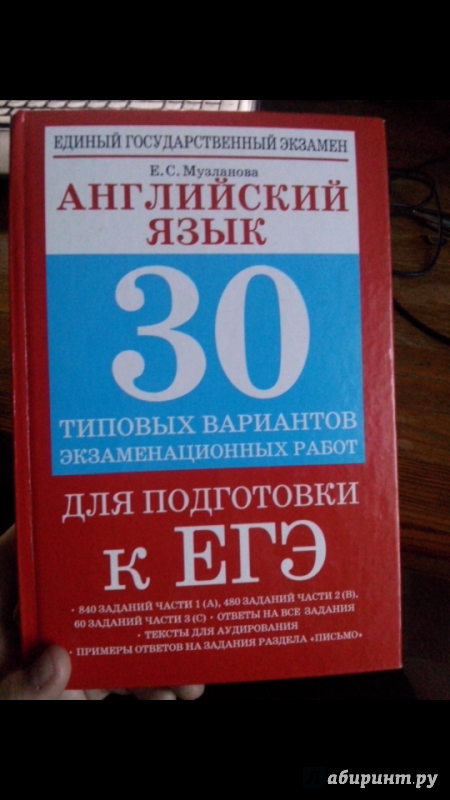 ЕДИНЫЙ ГОСУДАРСТВЕННЫЙ ЭКЗАМЕН
Е. С. Музланова
АНГЛИЙСКИЙ
ЯЗЫК
30
ТИПОВЫХ ВАРИАНТОВ
ЭКЗАМЕНАЦИОННЫХ РАБОТ
ДЛЯ ПОДГОТОВКИ
К ЕГЭ
• 840 ЗАДАНИЙ ЧАСТИ 1 (А), 480 ЗАДАНИЙ ЧАСТИ 2 (В),
60 ЗАДАНИЙ ЧАСТИ 3 (С) • ОТВЕТЫ НА ВСЕ ЗАДАНИЯ
• ТЕКСТЫ ДЛЯ АУДИРОВАНИЯ
• ПРИМЕРЫ ОТВЕТОВ НА ЗАДАНИЯ РАЗДЕЛА «ПИСЬМО»
Лабиринт.ру